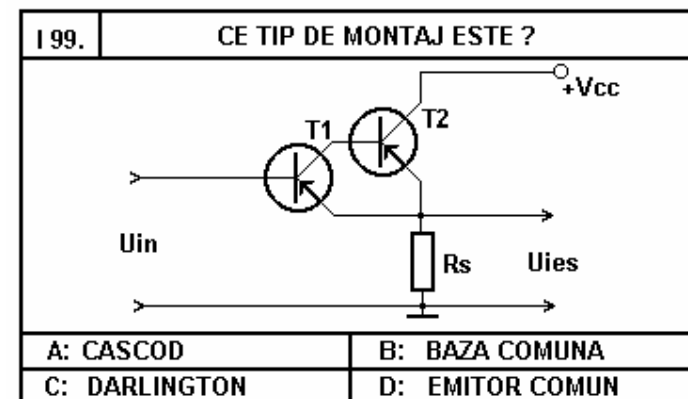 I 99.
CE TIP DE MONTAJ ESTE ?
+Vcc
T1
T2
Uin
Rs
Uies
A: CASCOD
B: BAZA COMUNA
C: DARLINGTON
D: EMITOR COMUN